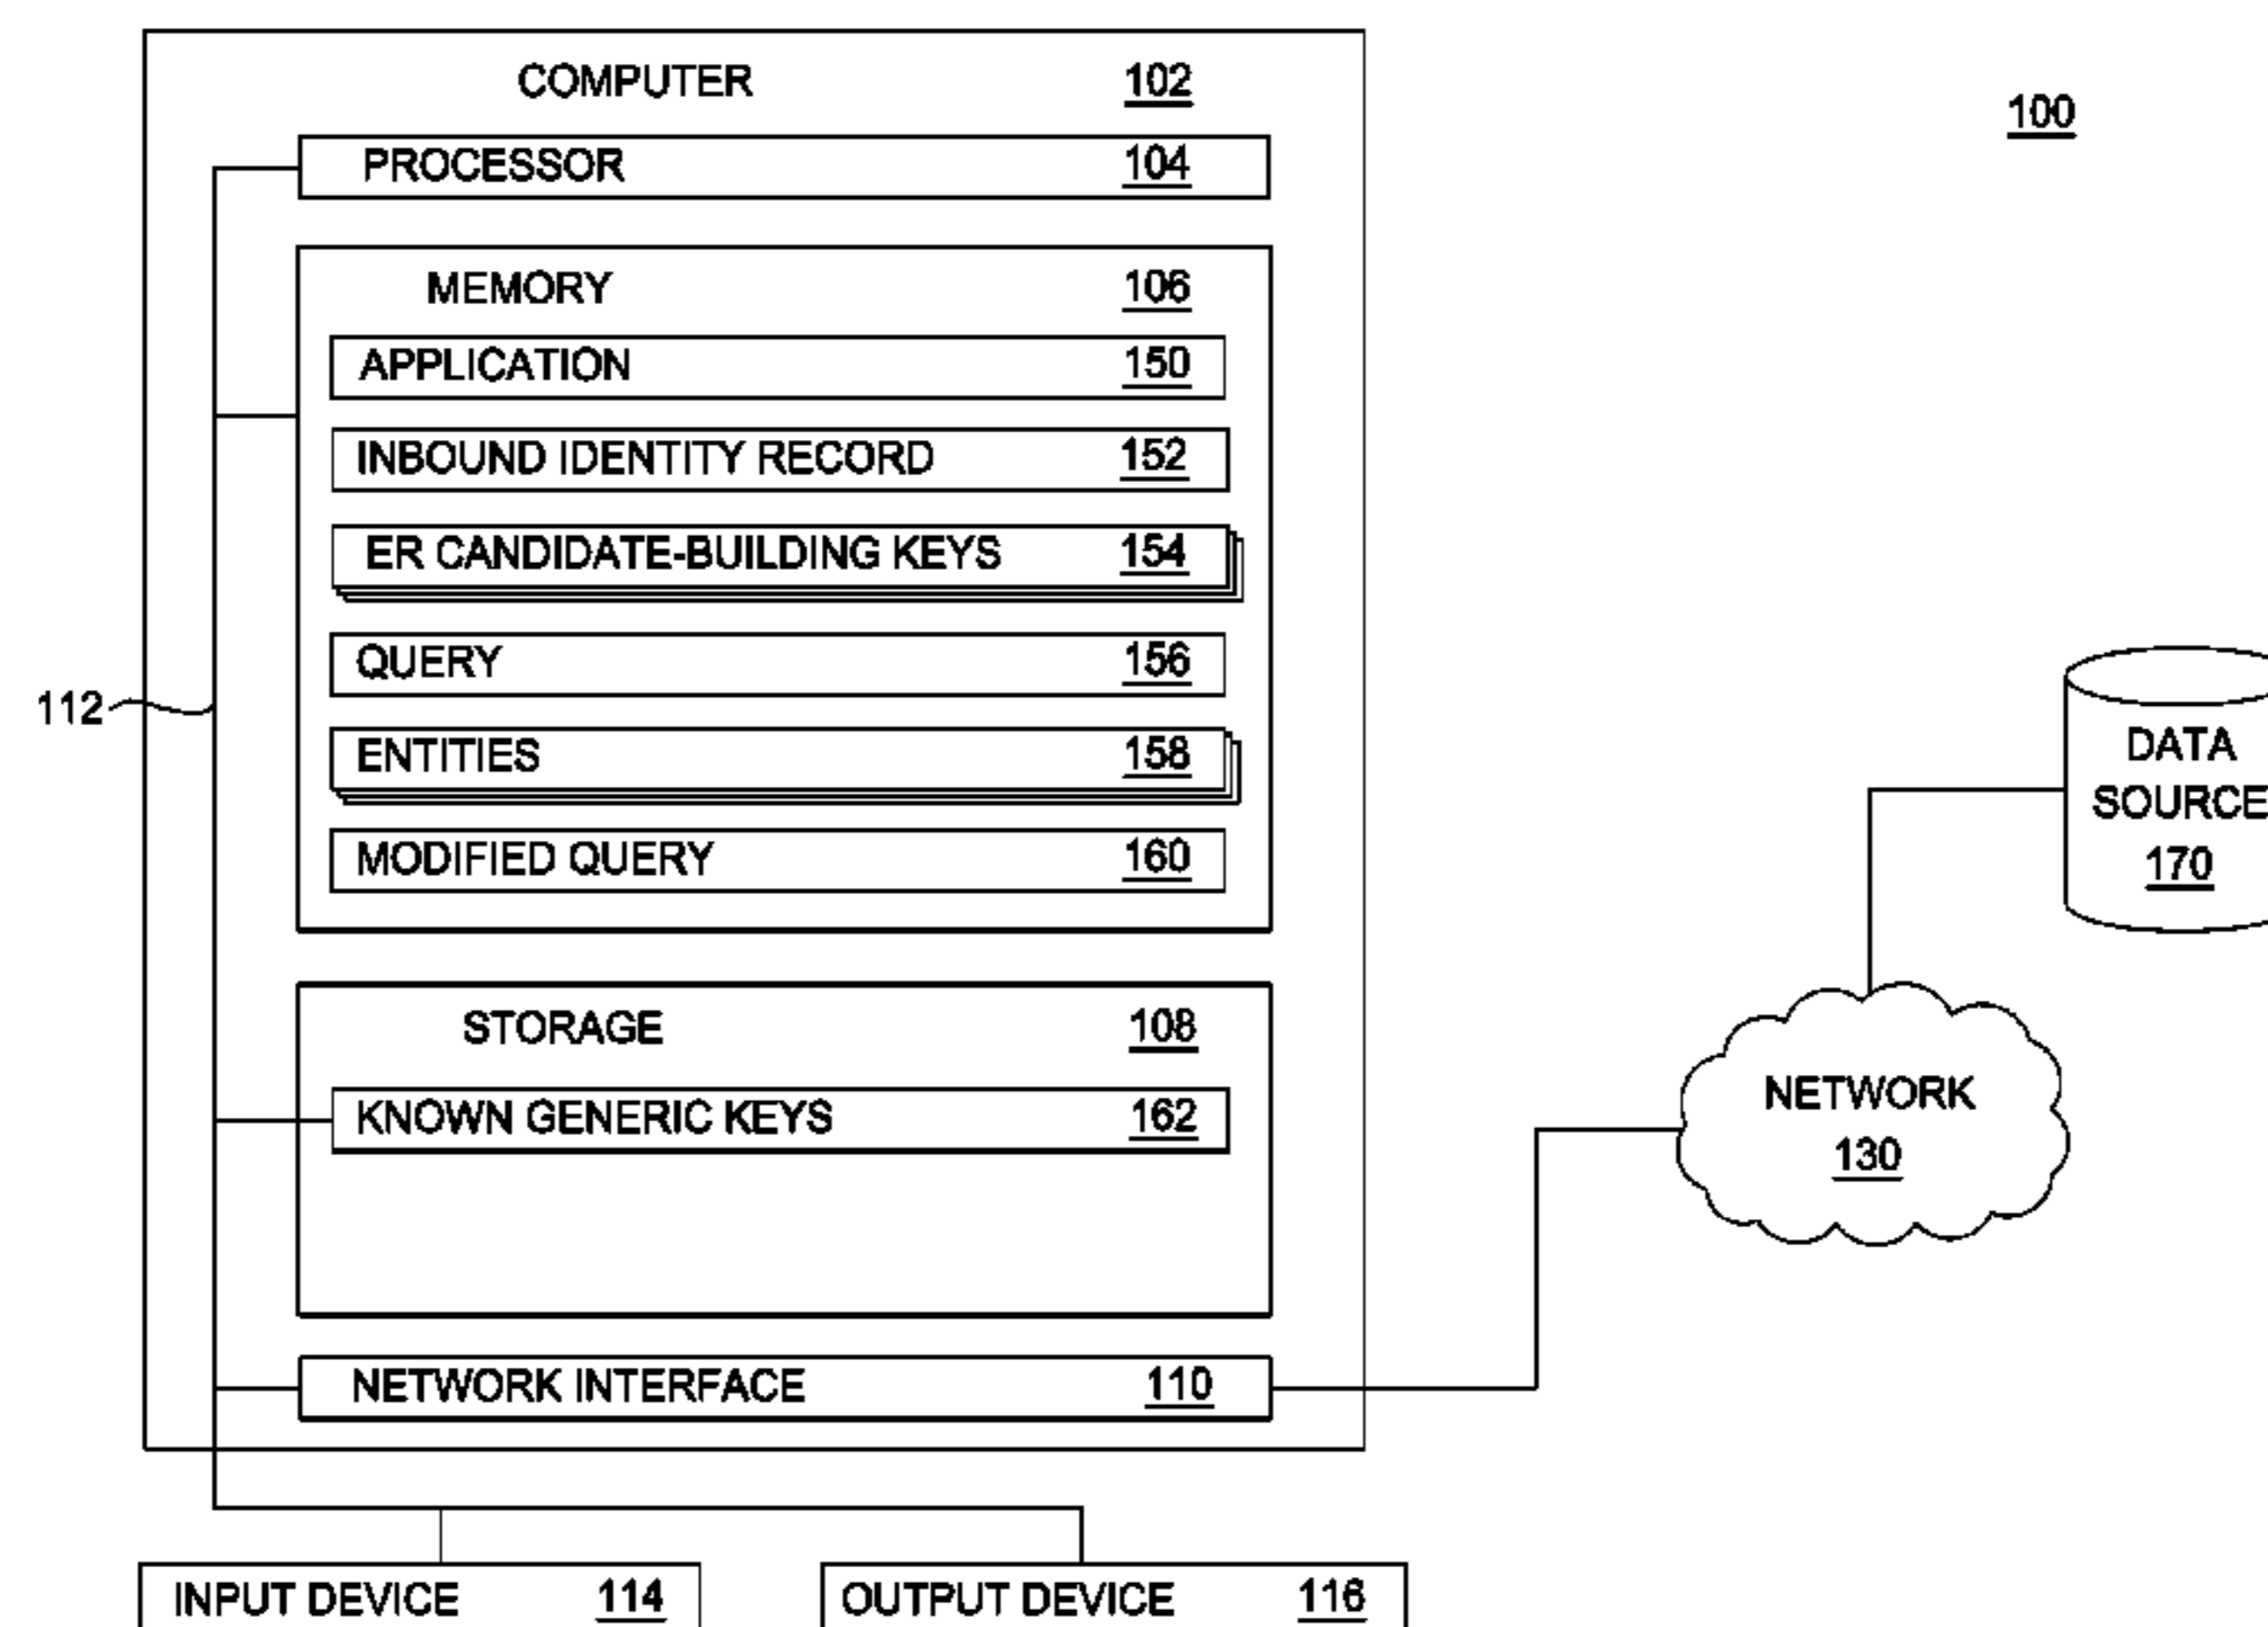 COMPUTER 102
100
PROCESSOR 104
MEMORY 106
APPLICATION 150
INBOUND IDENTITY RECORD 152
ER CANDIDATE-BUILDING KEYS 154
QUERY 156
112
ENTITIES 158
MODIFIED QUERY 160
DATA
SOURCE
170
STORAGE 108
KNOWN GENERIC KEYS 162
NETWORK
130
NETWORK INTERFACE 110
INPUT DEVICE 114
OUTPUT DEVICE 116